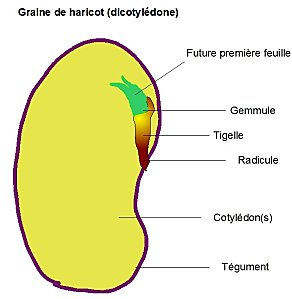 Graine de haricot (dicotylédone)
Future première feuille
Gemmule
Tigelle
Radicule
Cotylédon(s)
Tégument